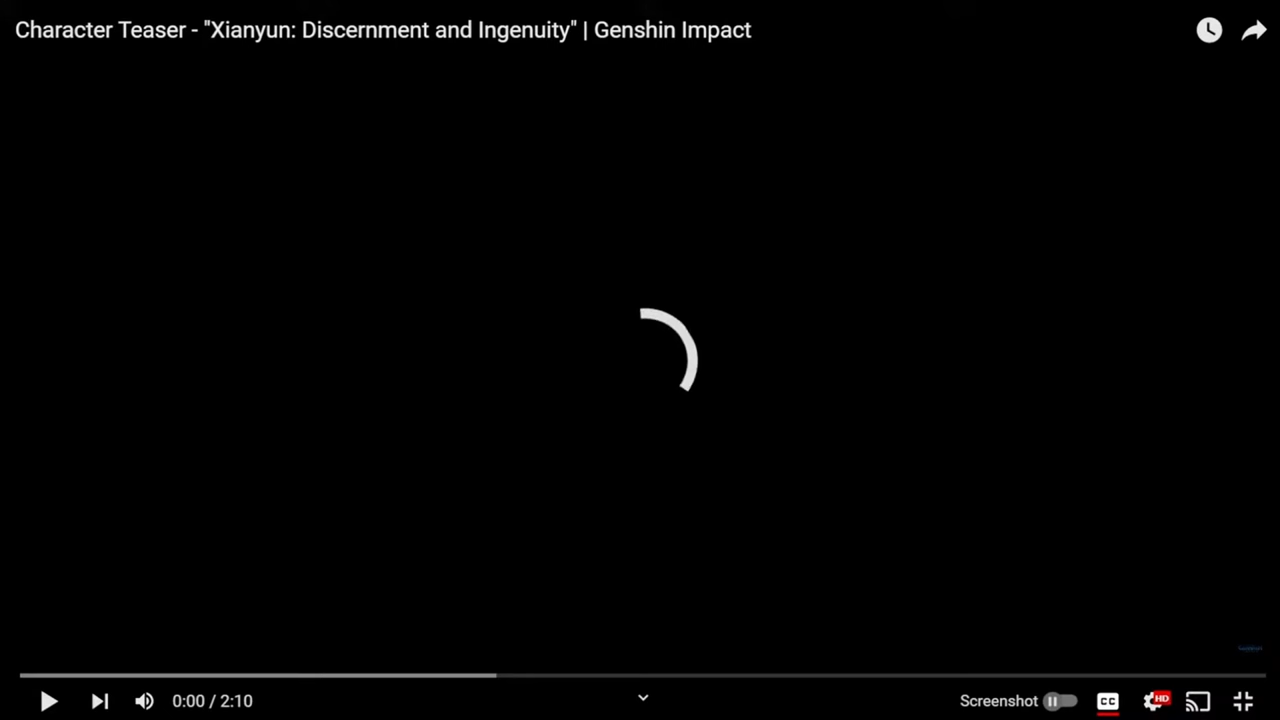 Character Teaser - "Xianyun: Discernment and Ingenuity" | Genshin Impact
0:00 / 2:10
Screenshot
CC
HD